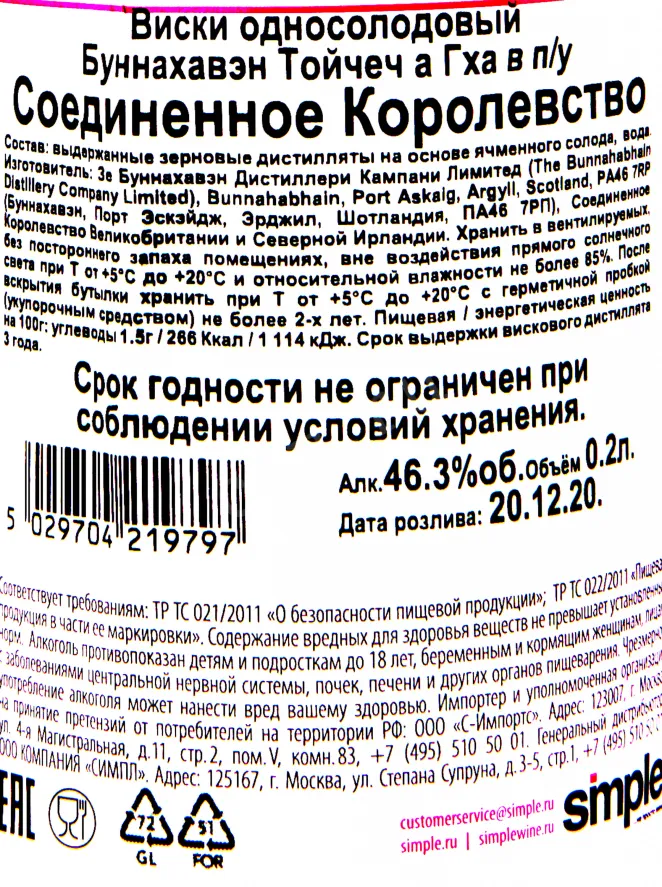 Виски односолодовый
Буннахавэн Тойчеч а Гха в п/у
Соединенное Королевство
Состав: выдержанные зерновые дистилляты на основе ячменного солода, вода.
Изготовитель: Зе Буннахавэн Дистиллери Кампани Лимитед (The Bunnahabhain
Distillery Company Limited), Bunnahabhain, Port Askaig, Argyll, Scotland, PA46 7RP
(Буннахавэн, Порт Эскэйдж, Эрджил, Шотландия, ПА46 7РП), Соединенное
Королевство Великобритании и Северной Ирландии. Хранить в вентилируемых,
без постороннего запаха помещениях, вне воздействия прямого солнечного
света при Т от +5°С до +20°С и относительной влажности не более 85%. После
вскрытия бутылки хранить при Т от +5°С до +20°С с герметичной пробкой
(укупорочным средством) не более 2-х лет. Пищевая / энергетическая ценность
на 100г: углеводы 1.5г / 266 Ккал / 1 114 кДж. Срок выдержки вискового дистиллята
3 года.
Срок годности не ограничен при
соблюдении условий хранения.
Алк.46.3%об.Объём 0.2л.
Дата розлива: 20.12.20.
5 029704 219797
Соответствует требованиям: ТР ТС 021/2011 «О безопасности пищевой продукции»; ТР ТС 022/2011 «Пищевая
продукция в части ее маркировки». Содержание вредных для здоровья веществ не превышает установленных
норм. Алкоголь противопоказан детям и подросткам до 18 лет, беременным и кормящим женщинам, лицам
с заболеваниями центральной нервной системы, почек, печени и других органов пищеварения. Чрезмерное
употребление алкоголя может нанести вред вашему здоровью. Импортер и уполномоченная организация
на принятие претензий от потребителей на территории РФ: ООО «С-Импортс». Адрес: 123007, г. Москва,
ул. 4-я Магистральная, д.11, стр.2, пом.V, комн.83, +7 (495) 510 50 01. Генеральный дистрибьютор
ООО КОМПАНИЯ «СИМПЛ». Адрес: 125167, г. Москва, ул. Степана Супруна, д.3-5, стр.1, +7 (495) 510
EAC
72
GL
51
FOR
customerservice@simple.ru
simple.ru | simplewine.ru
simple